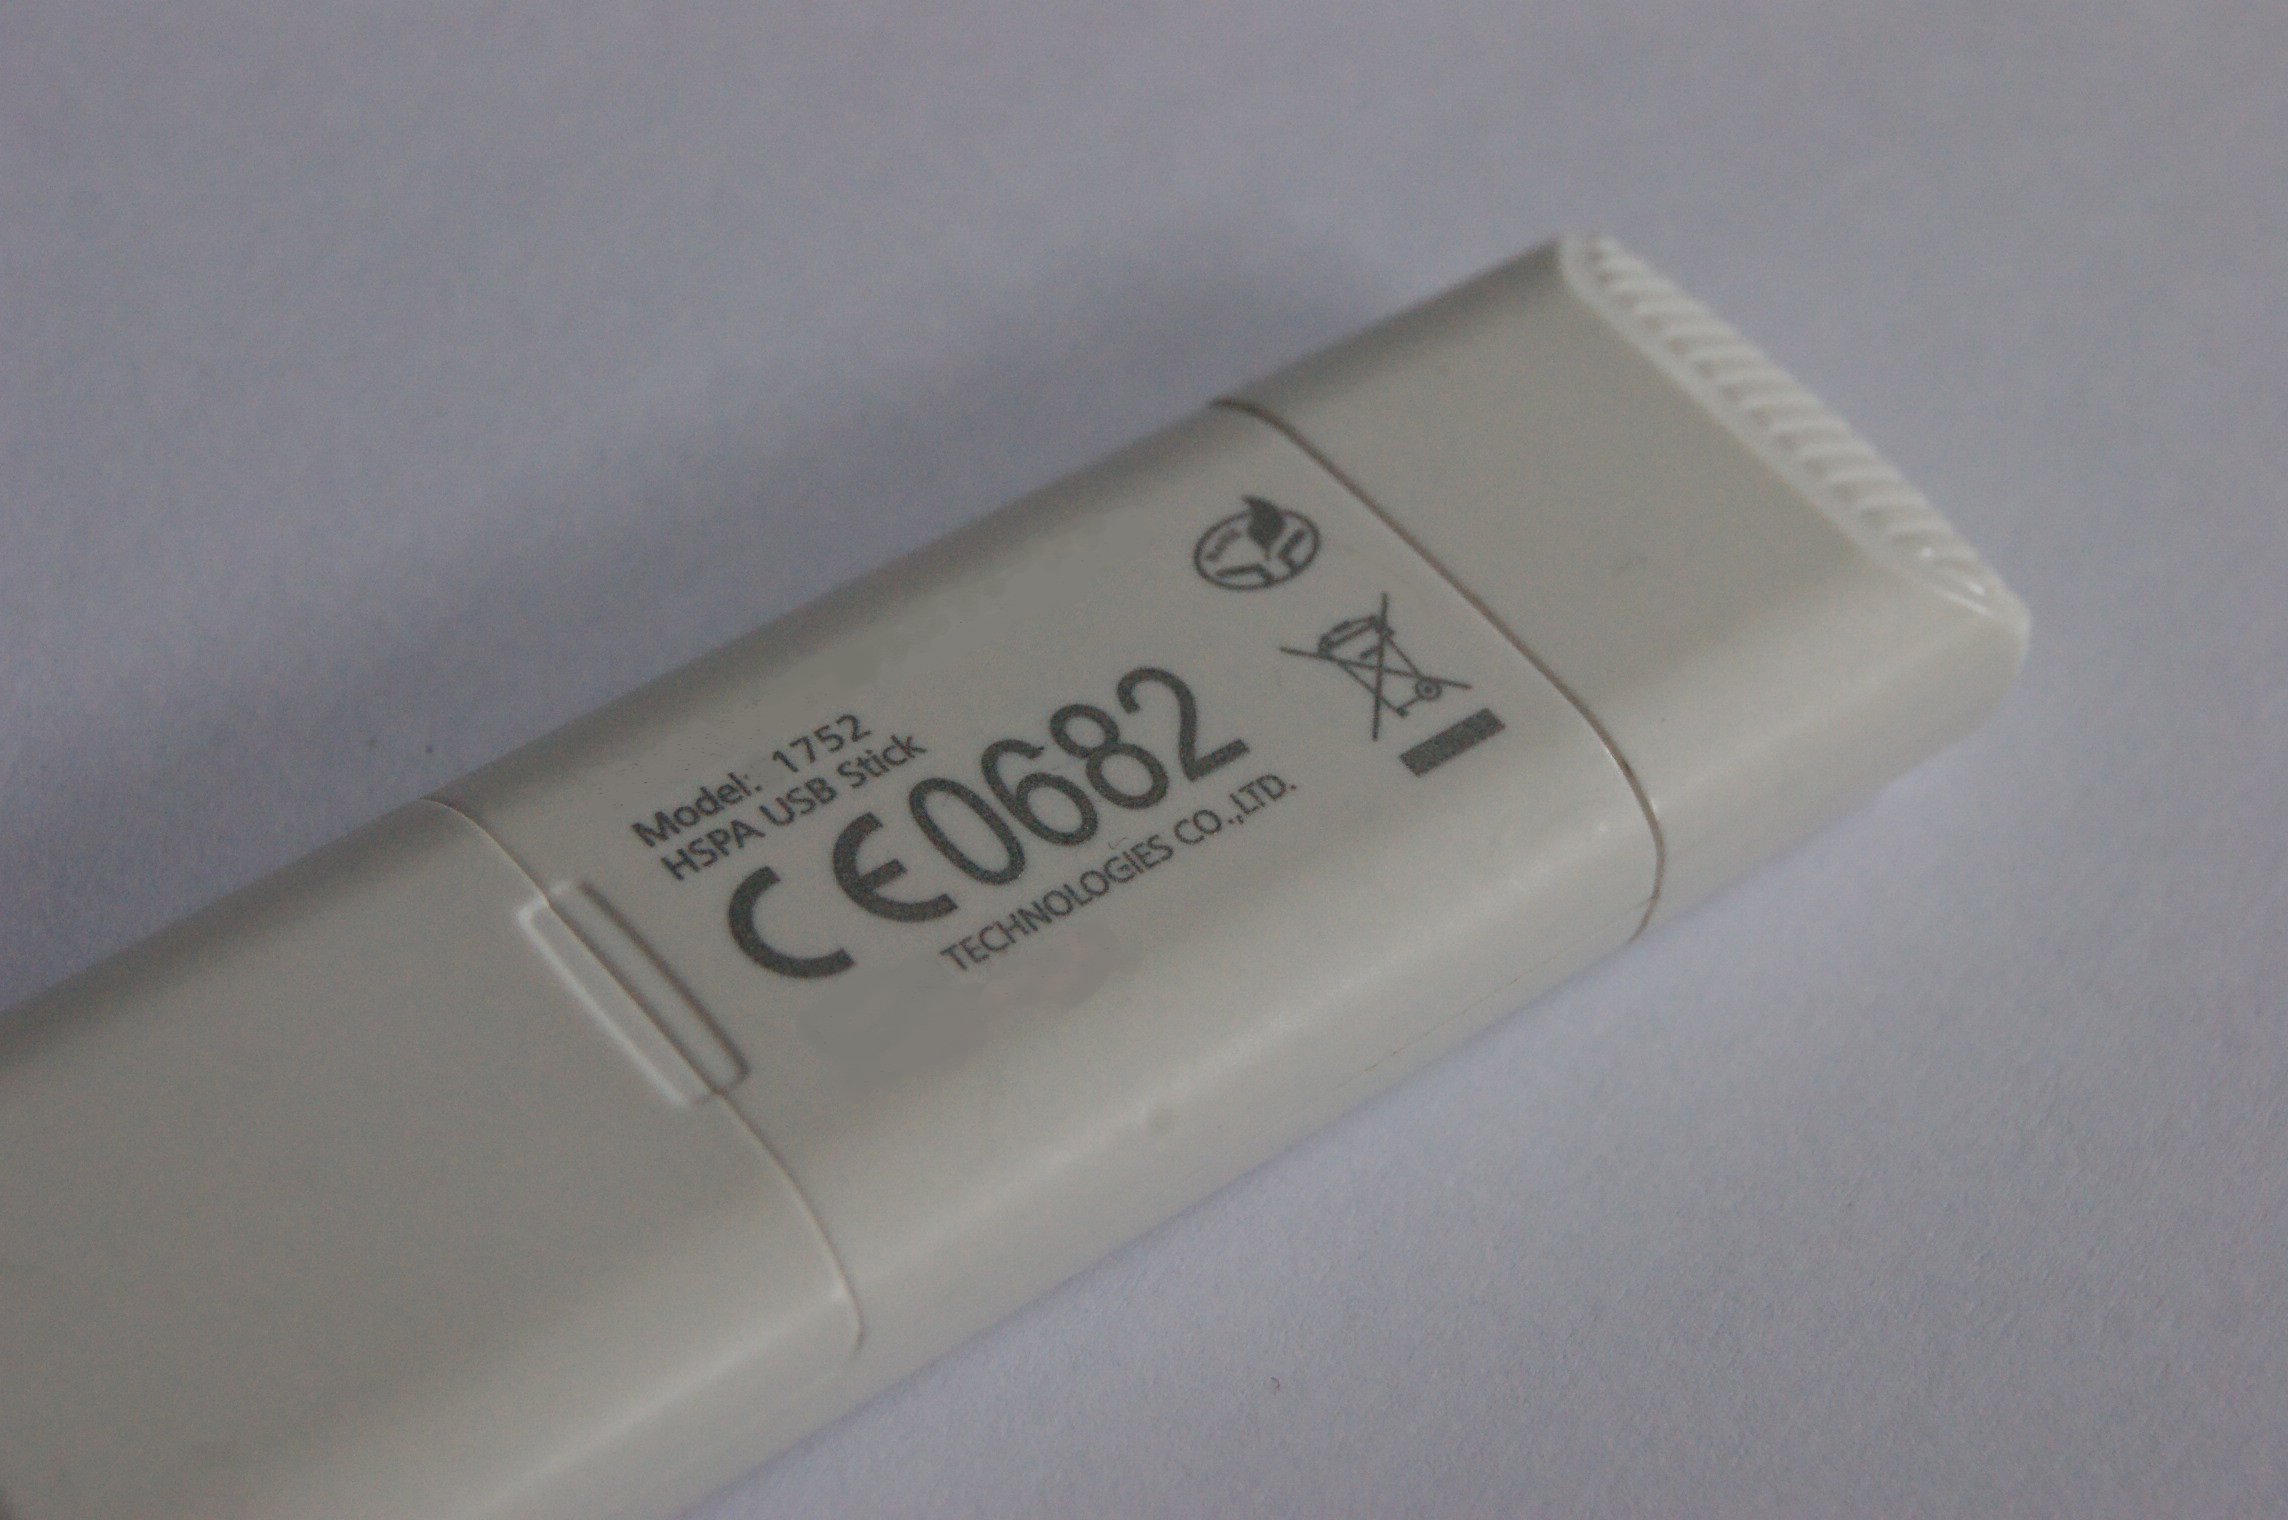 Model: 1752
HSPA USB Stick
CE0682
TECHNOLOGIES CO.,LTD.